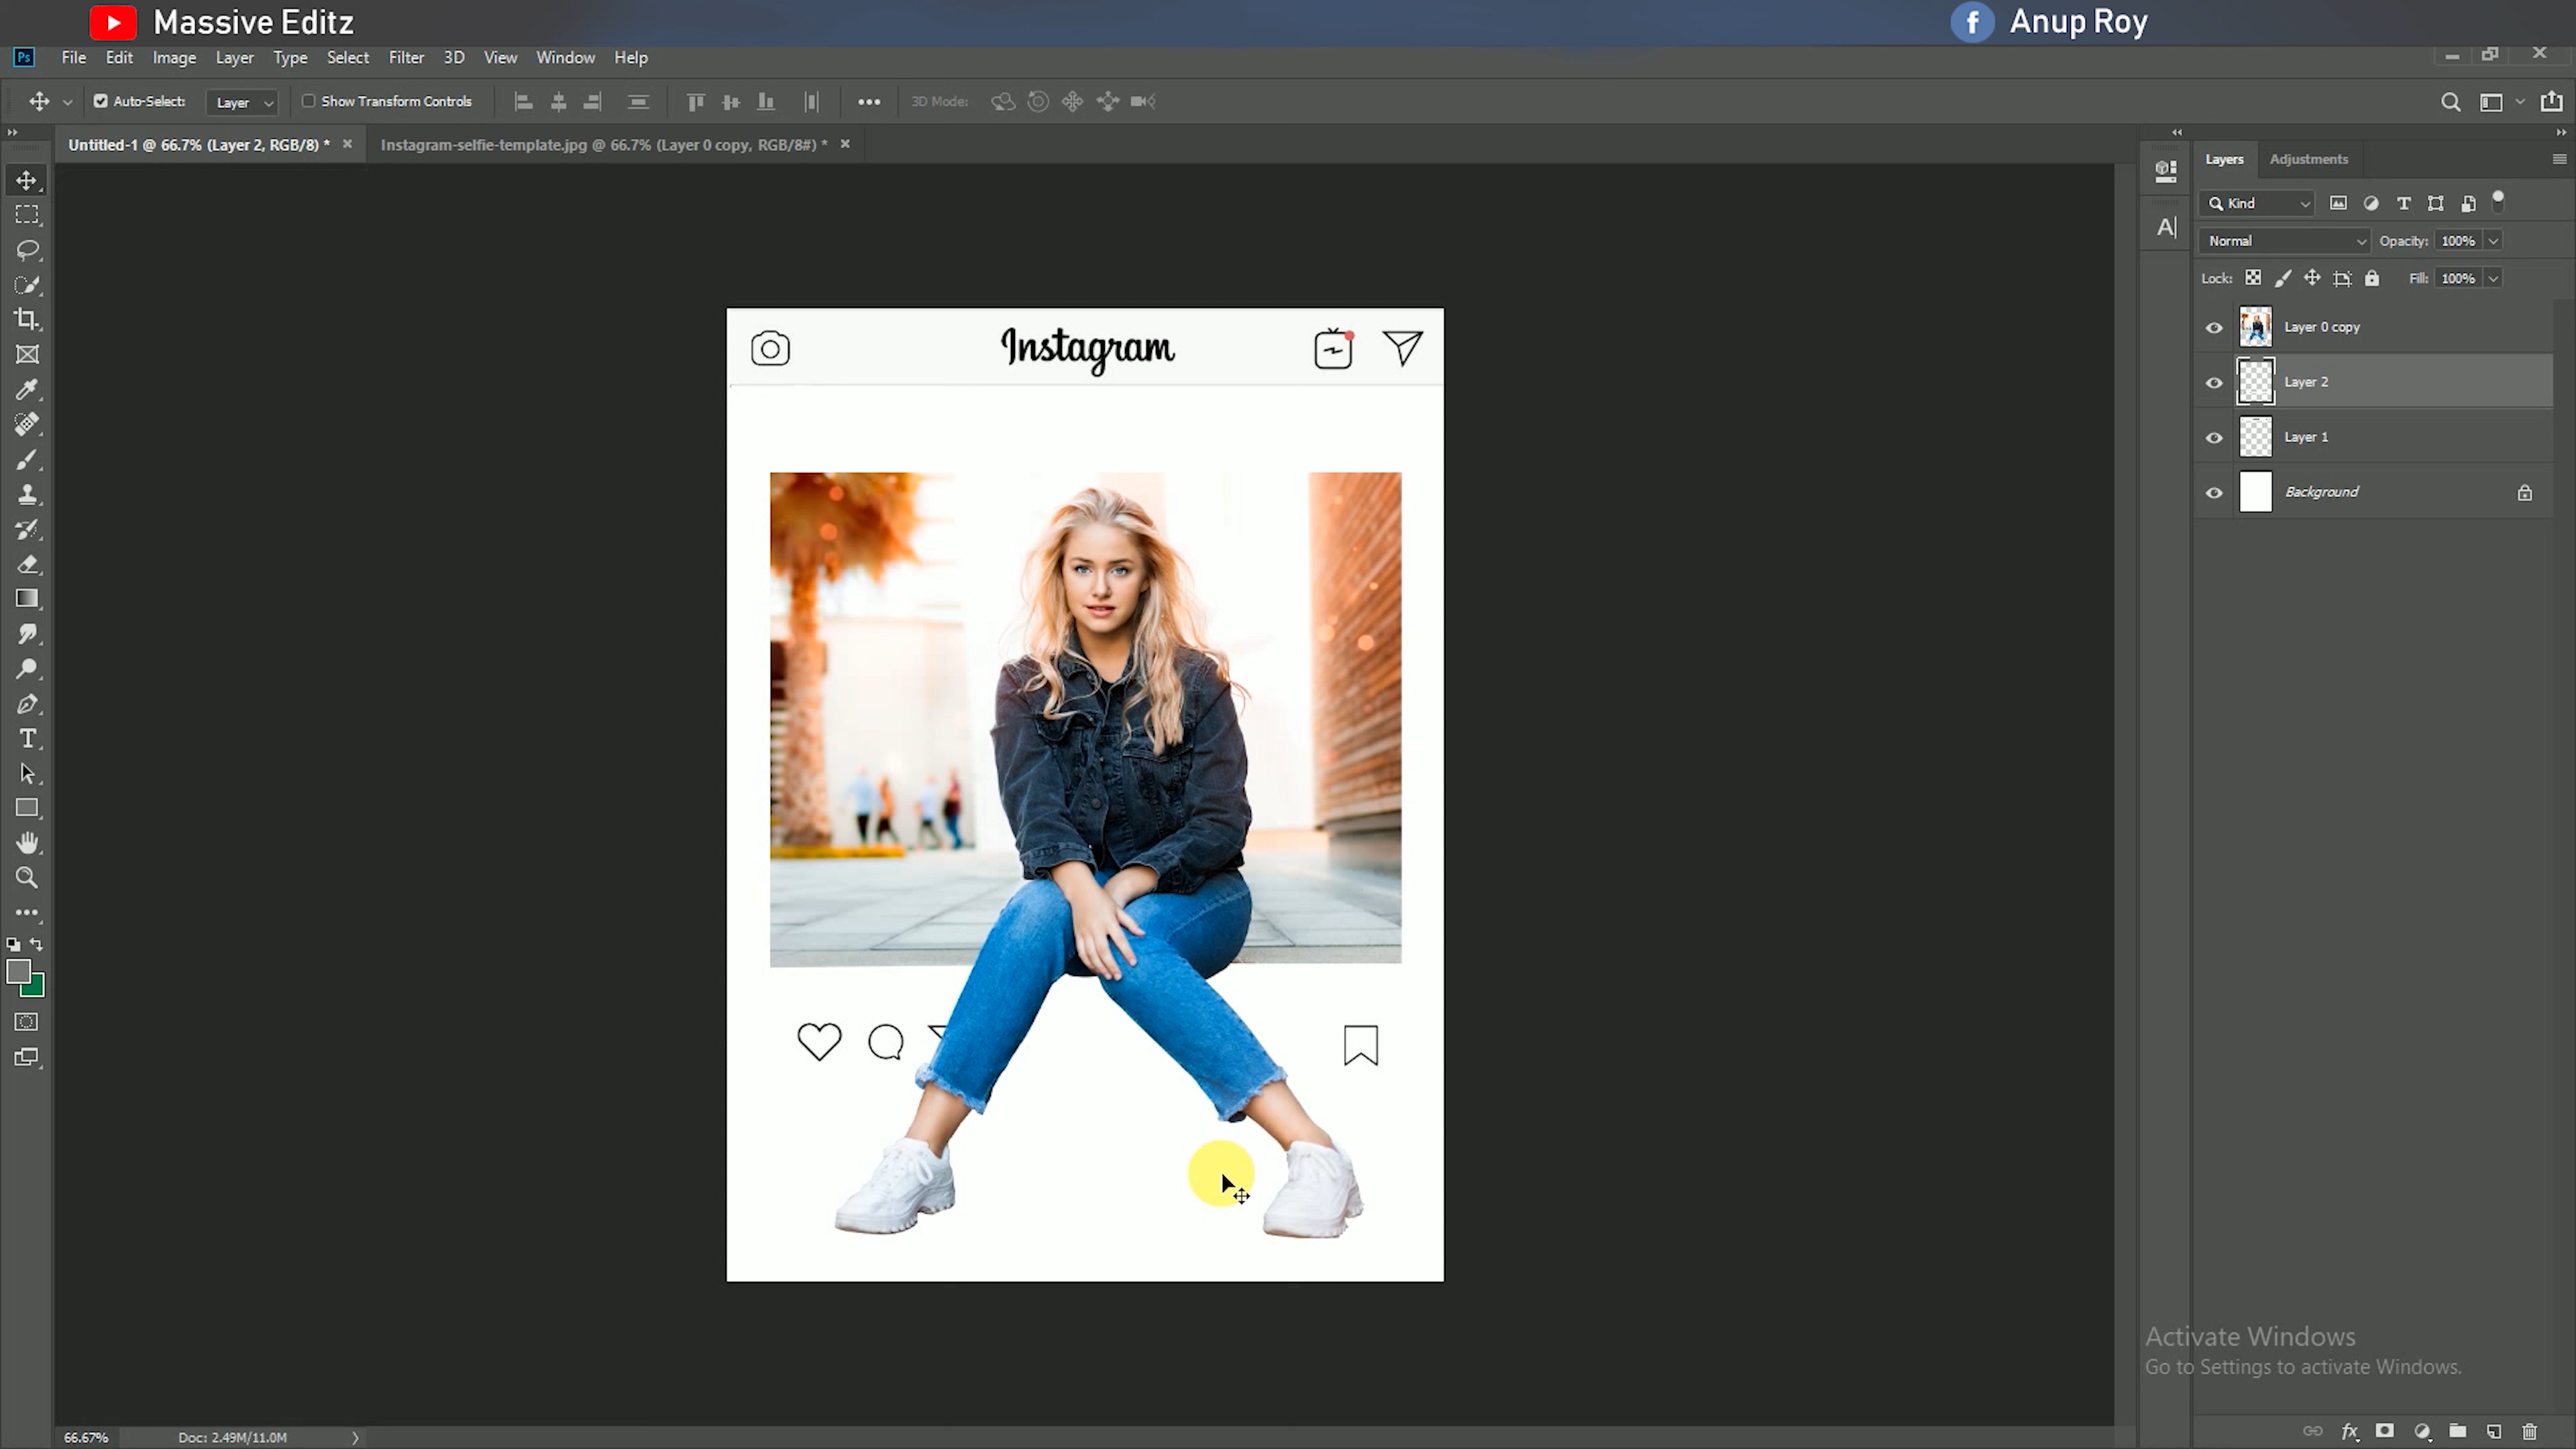 Massive Editz
f Anup Roy
Ps File Edit Image Layer Type Select Filter 3D View Window Help
Auto-Select: Layer Show Transform Controls 3D Mode:
Untitled-1 @ 66.7% (Layer 2, RGB/8) * Instagram-selfie-template.jpg @ 66.7% (Layer 0 copy, RGB/8#) *
Layers Adjustments
Kind
Normal Opacity: 100%
Lock: Fill: 100%
Layer 0 copy
Layer 2
Layer 1
Background
Instagram
Activate Windows
Go to Settings to activate Windows.
66.67% Doc: 2.49M/11.0M
fx